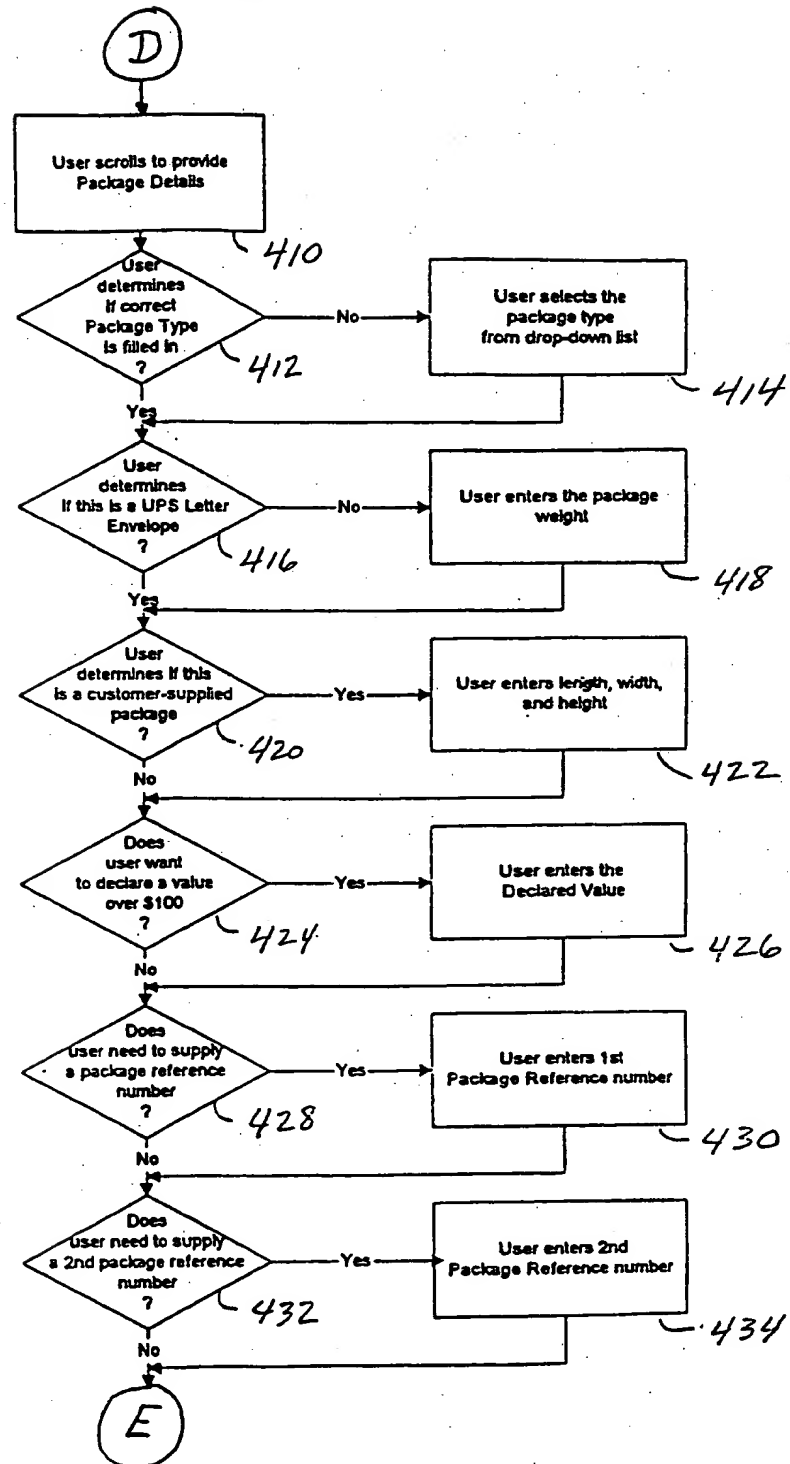 D
User scrolls to provide
Package Details
410
User
determines
if correct
Package Type
is filled in
?
412
No
User selects the
package type
from drop-down list
414
Yes
User
determines
if this is a UPS Letter
Envelope
?
416
No
User enters the package
weight
418
Yes
User
determines if this
is a customer-supplied
package
?
420
Yes
User enters length, width,
and height
422
No
Does
user want
to declare a value
over $100
?
424
Yes
User enters the
Declared Value
426
No
Does
user need to supply
a package reference
number
?
428
Yes
User enters 1st
Package Reference number
430
No
Does
user need to supply
a 2nd package reference
number
?
432
Yes
User enters 2nd
Package Reference number
434
No
E